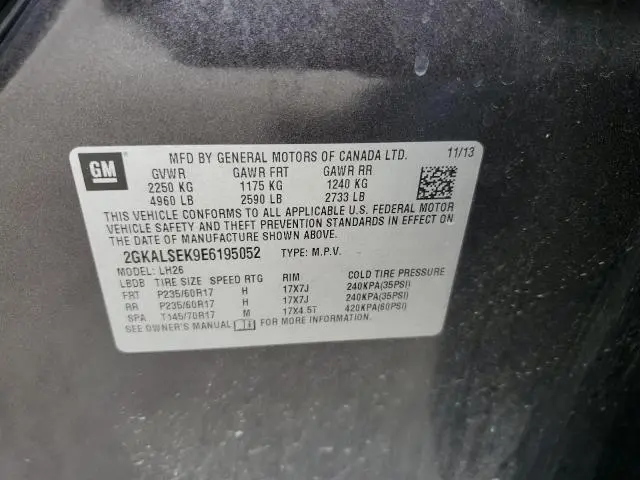 GM
MFD BY GENERAL MOTORS OF CANADA LTD. 11/13
GVWR GAWR FRT GAWR RR
2250 KG 1175 KG 1240 KG
4960 LB 2590 LB 2733 LB
THIS VEHICLE CONFORMS TO ALL APPLICABLE U.S. FEDERAL MOTOR
VEHICLE SAFETY AND THEFT PREVENTION STANDARDS IN EFFECT ON
THE DATE OF MANUFACTURE SHOWN ABOVE.
2GKALSEK9E6195052 TYPE: M.P.V.
MODEL: LH26
LBDB TIRE SIZE SPEED RTG RIM COLD TIRE PRESSURE
FRT P235/60R17 H 17X7J 240KPA(35PSI)
RR P235/60R17 H 17X7J 240KPA(35PSI)
SPA T145/70R17 M 17X4.5T 420KPA(60PSI)
SEE OWNER'S MANUAL FOR MORE INFORMATION.